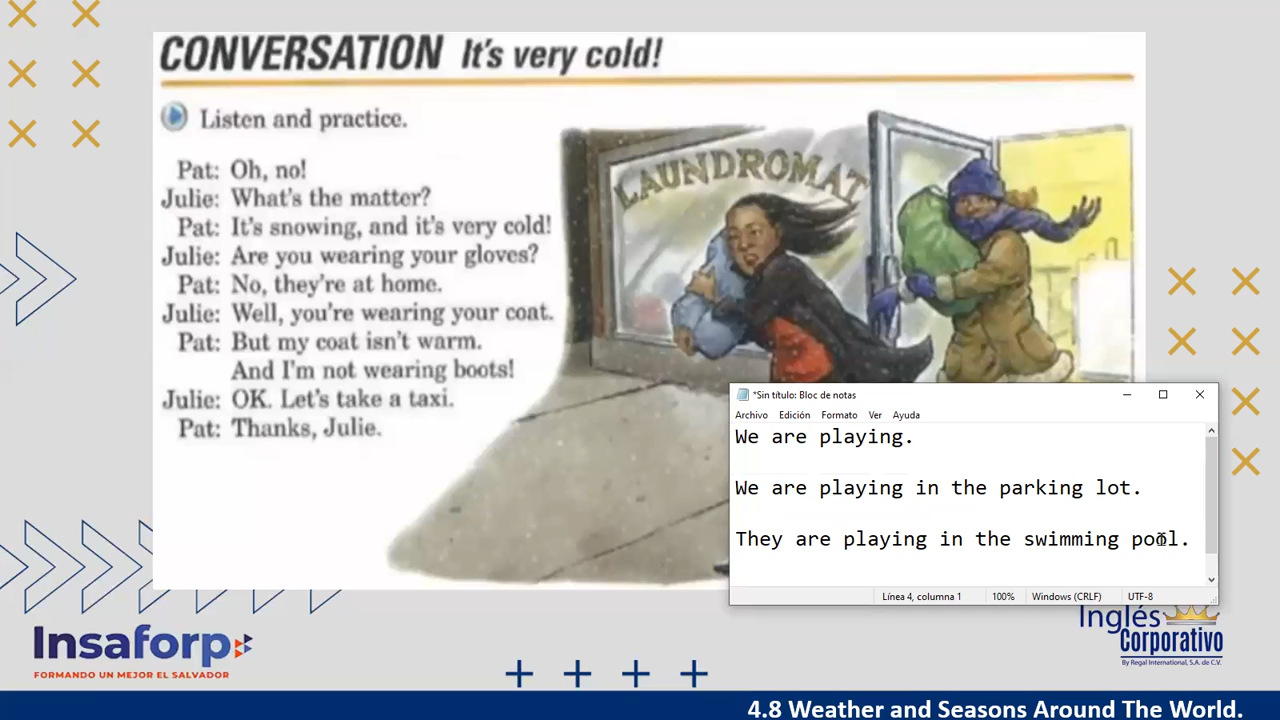 CONVERSATION It's very cold!
Listen and practice.
Pat: Oh, no!
Julie: What's the matter?
Pat: It's snowing, and it's very cold!
Julie: Are you wearing your gloves?
Pat: No, they're at home.
Julie: Well, you're wearing your coat.
Pat: But my coat isn't warm.
And I'm not wearing boots!
Julie: OK. Let's take a taxi.
Pat: Thanks, Julie.
LAUNDROMAT
*Sin título: Bloc de notas
Archivo Edición Formato Ver Ayuda
We are playing.
We are playing in the parking lot.
They are playing in the swimming pool.
Línea 4, columna 1 100% Windows (CRLF) UTF-8
Insaforp
FORMANDO UN MEJOR EL SALVADOR
Inglés
Corporativo
By Regal International, S.A. de C.V.
4.8 Weather and Seasons Around The World.